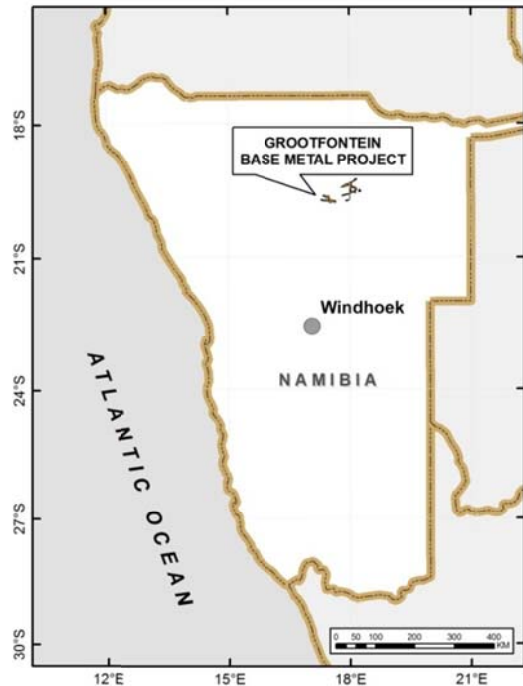 GROOTFONTEIN
BASE METAL PROJECT
Windhoek
NAMIBIA
ATLANTIC OCEAN
18°S
21°S
24°S
27°S
30°S
0 50 100 200 300 400
KM
12°E
15°E
18°E
21°E